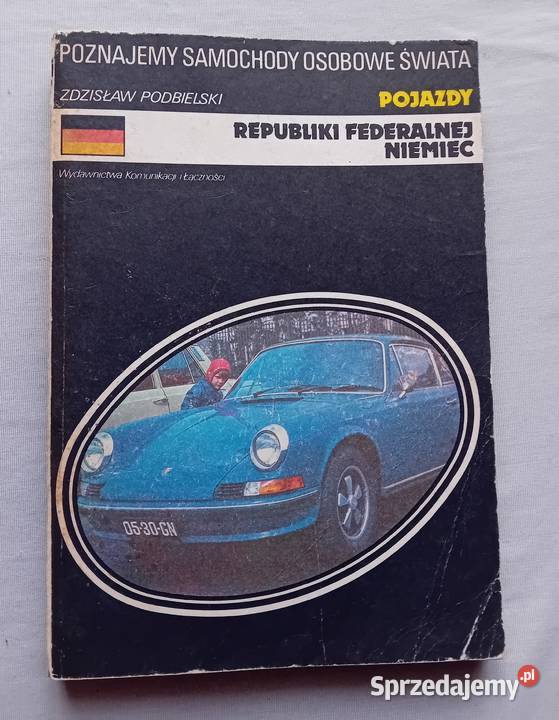 POZNAJEMY SAMOCHODY OSOBOWE ŚWIATA
ZDZISŁAW PODBIELSKI
POJAZDY
REPUBLIKI FEDERALNEJ
NIEMIEC
Wydawnictwa Komunikacji i Łączności
05-30-GN
Sprzedajemy.pl